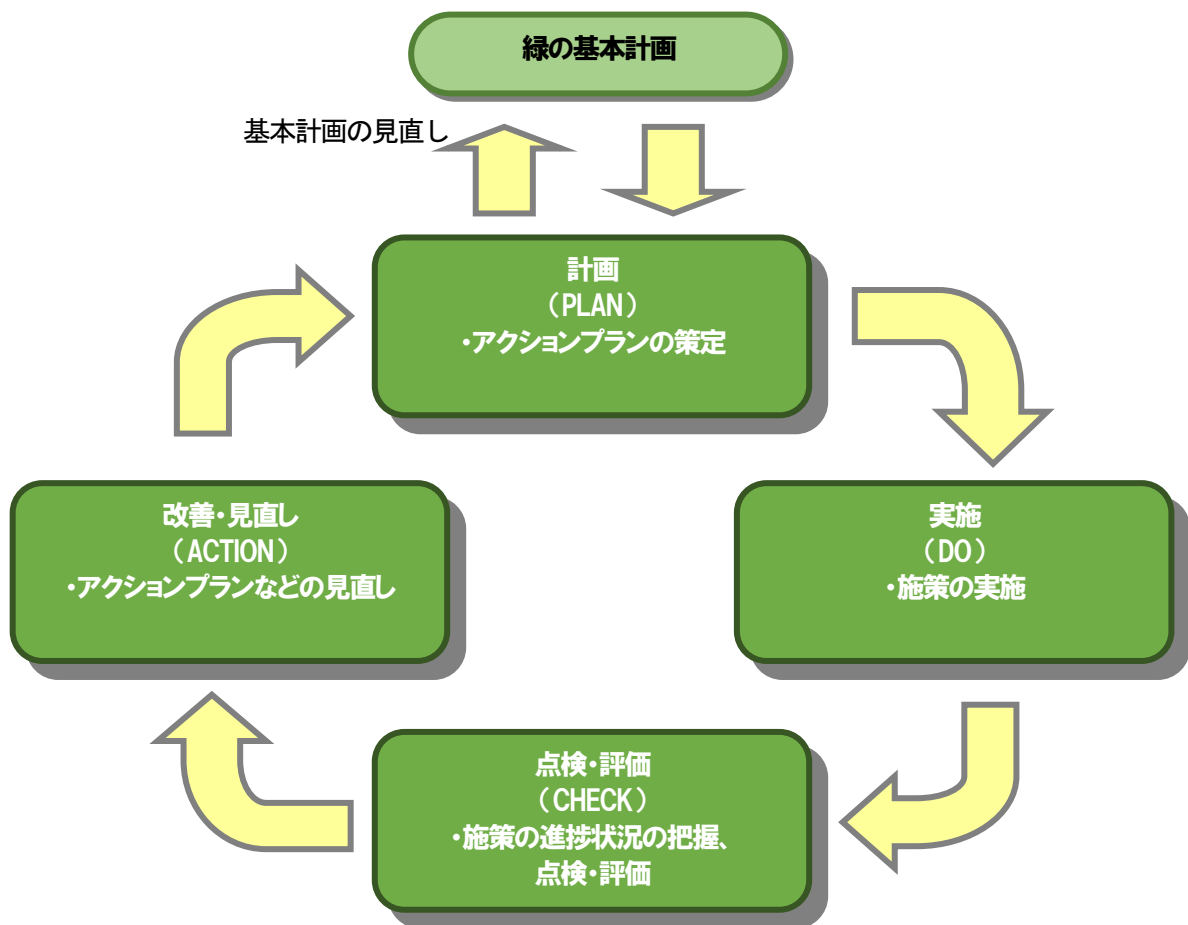 緑の基本計画
基本計画の見直し
計画
（PLAN）
・アクションプランの策定
改善・見直し
（ACTION）
・アクションプランなどの見直し
実施
（DO）
・施策の実施
点検・評価
（CHECK）
・施策の進捗状況の把握、
点検・評価